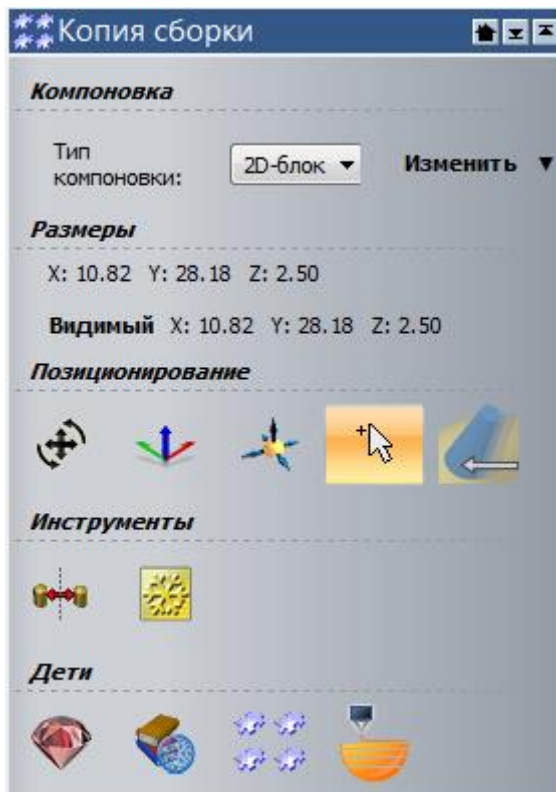 Копия сборки
Компоновка
Тип
компоновки:
2D-блок
Изменить
Размеры
X: 10.82 Y: 28.18 Z: 2.50
Видимый X: 10.82 Y: 28.18 Z: 2.50
Позиционирование
Инструменты
Дети